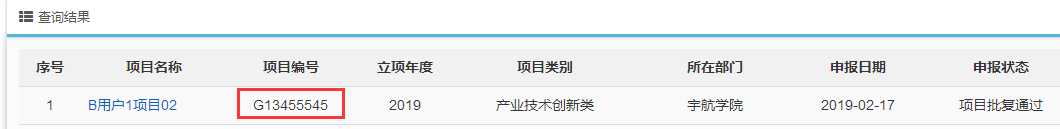 查询结果
序号 项目名称 项目编号 立项年度 项目类别 所在部门 申报日期 申报状态
1 B用户1项目02 G13455545 2019 产业技术创新类 宇航学院 2019-02-17 项目批复通过